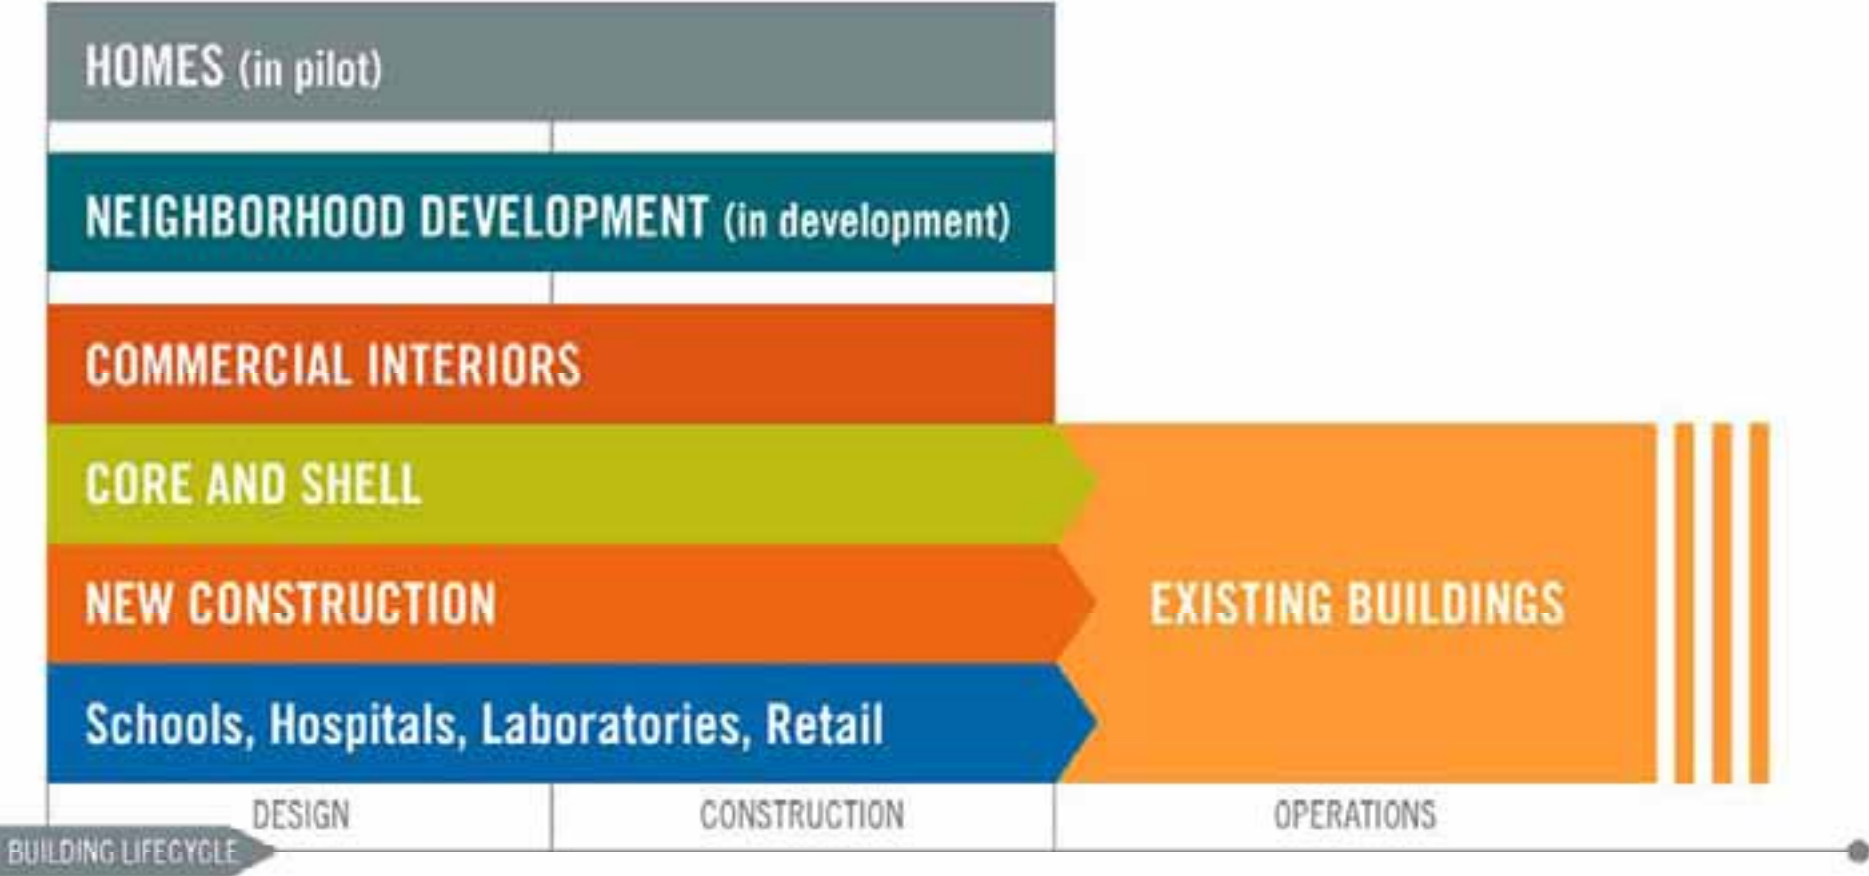 HOMES (in pilot)
NEIGHBORHOOD DEVELOPMENT (in development)
COMMERCIAL INTERIORS
CORE AND SHELL
NEW CONSTRUCTION
EXISTING BUILDINGS
Schools, Hospitals, Laboratories, Retail
DESIGN
CONSTRUCTION
OPERATIONS
BUILDING LIFECYCLE